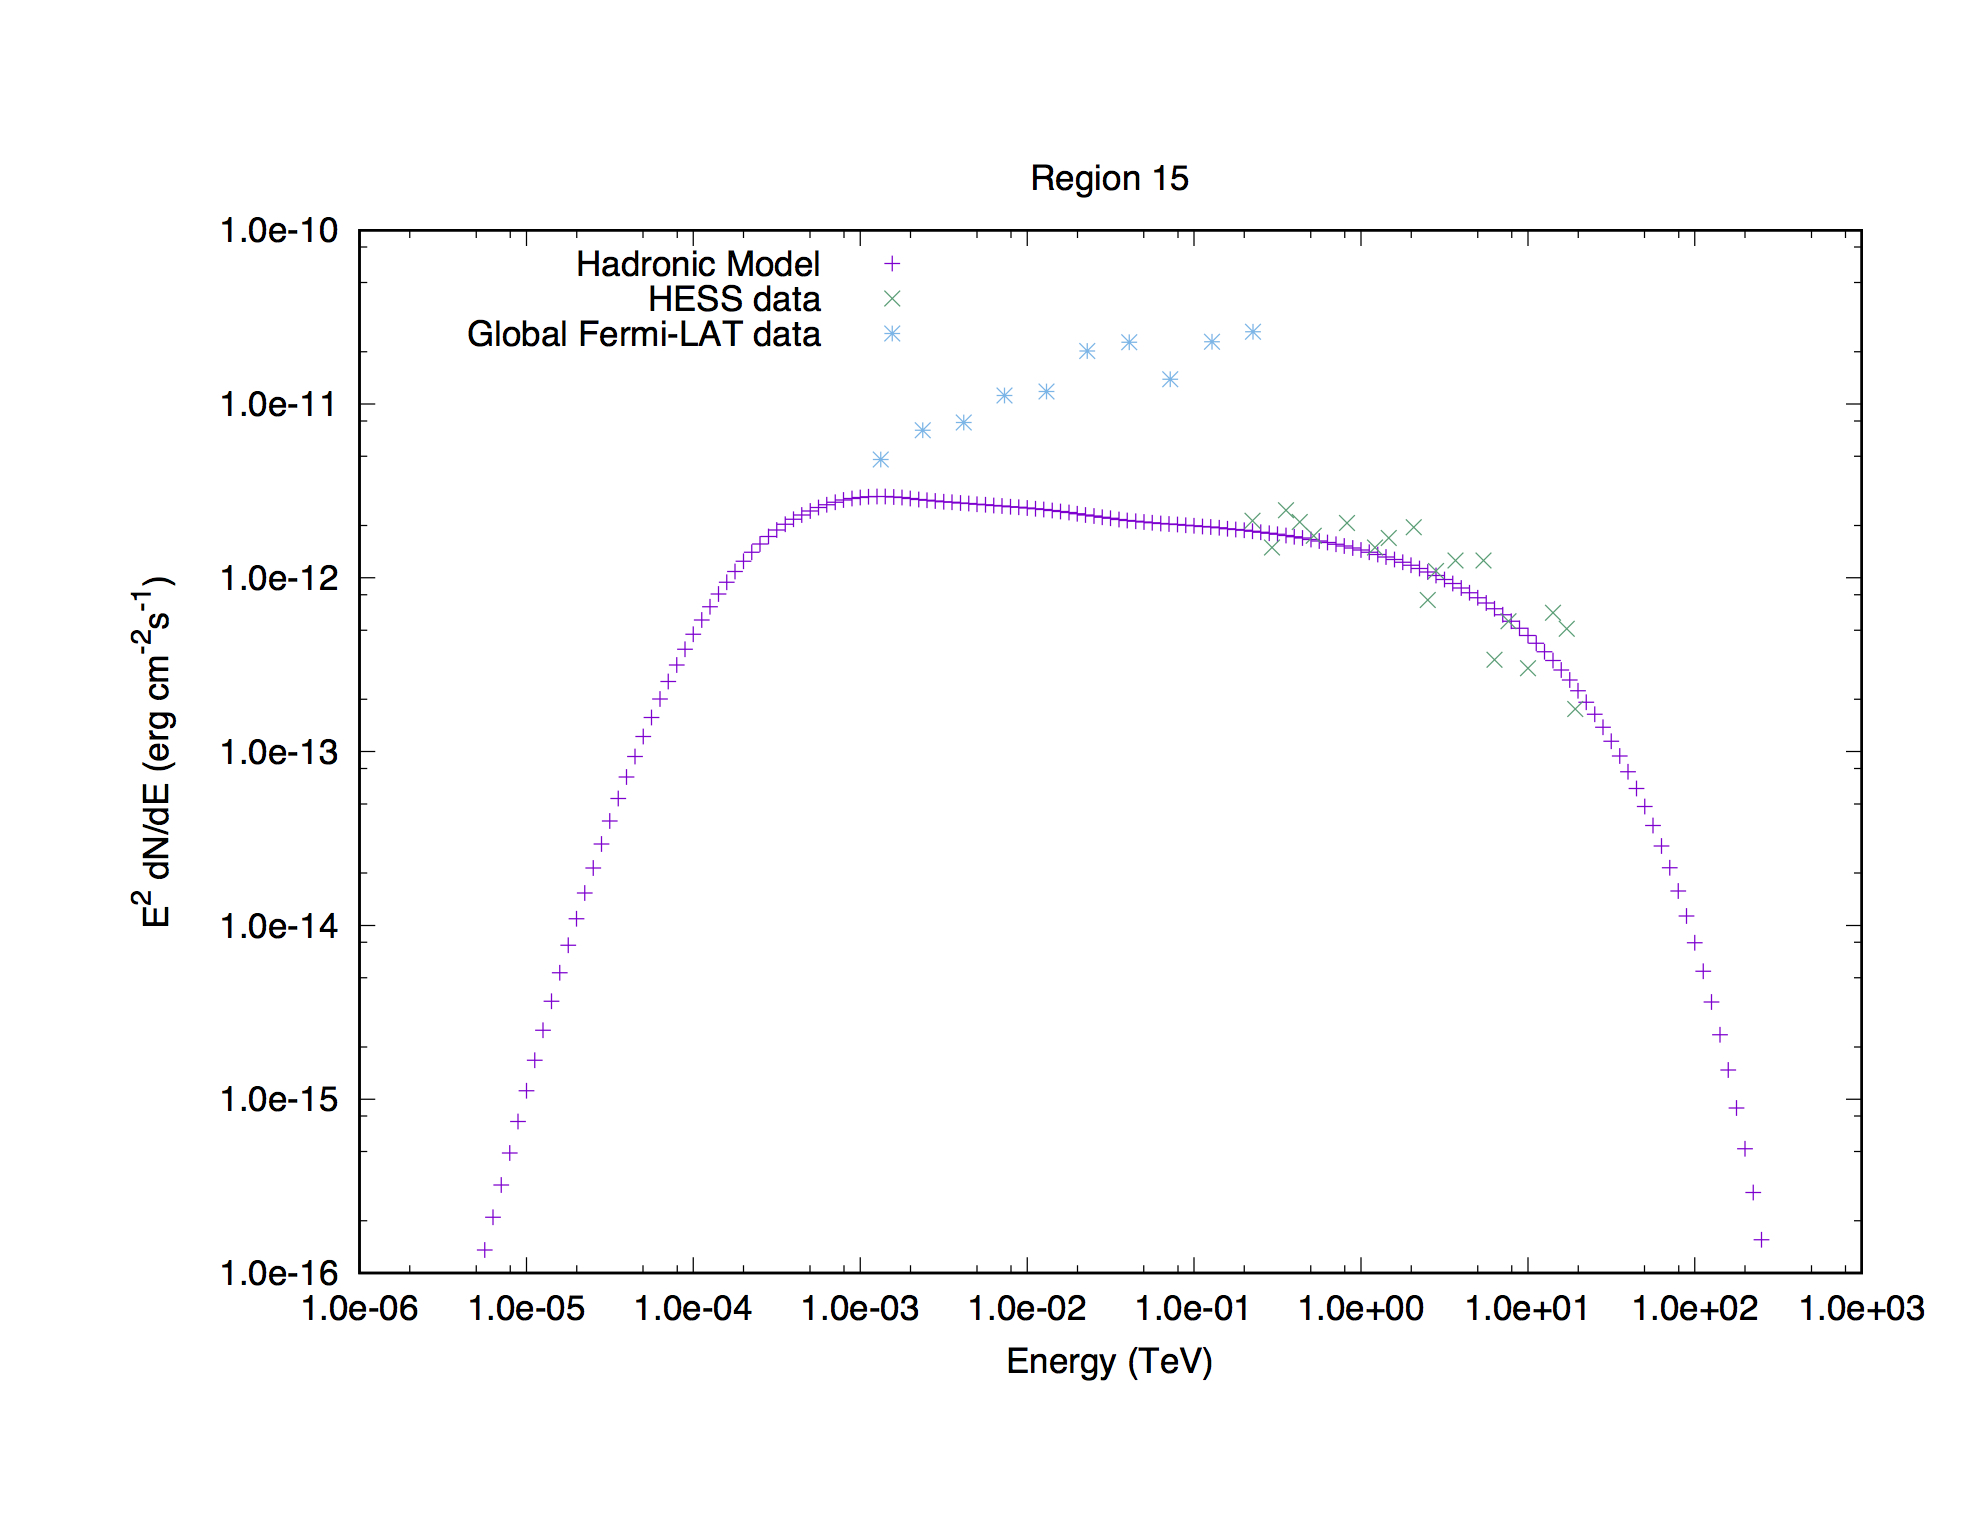 Region 15
1.0e-10
Hadronic Model
HESS data
Global Fermi-LAT data
1.0e-11
1.0e-12
1.0e-13
1.0e-14
1.0e-15
1.0e-16
E² dN/dE (erg cm⁻²s⁻¹)
1.0e-06 1.0e-05 1.0e-04 1.0e-03 1.0e-02 1.0e-01 1.0e+00 1.0e+01 1.0e+02 1.0e+03
Energy (TeV)